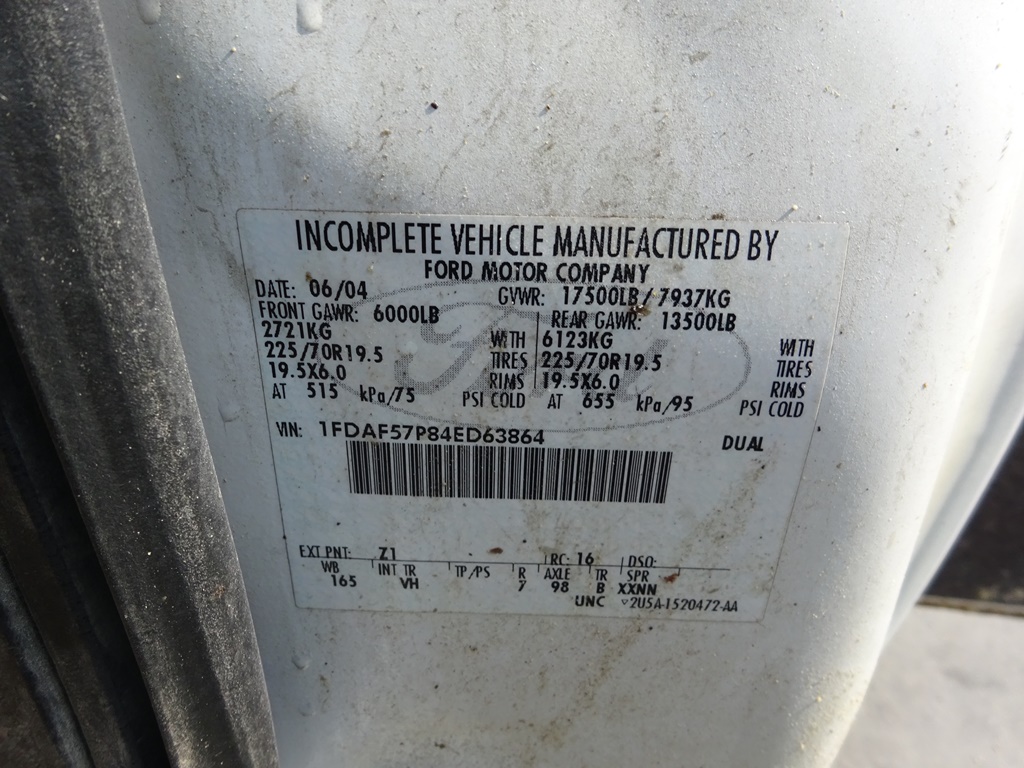 INCOMPLETE VEHICLE MANUFACTURED BY
FORD MOTOR COMPANY
DATE: 06/04 GVWR: 17500LB / 7937KG
FRONT GAWR: 6000LB REAR GAWR: 13500LB
2721KG WITH 6123KG WITH
225/70R19.5 TIRES 225/70R19.5 TIRES
19.5X6.0 RIMS 19.5X6.0 RIMS
AT 515 kPa/75 PSI COLD AT 655 kPa/95 PSI COLD
VIN: 1FDAF57P84ED63864 DUAL
EXT PNT: Z1 RC: 16 DSO:
WB INT TR TP/PS R AXLE TR SPR
165 VH 7 98 B XXNN
UNC ▽2U5A-1520472-AA